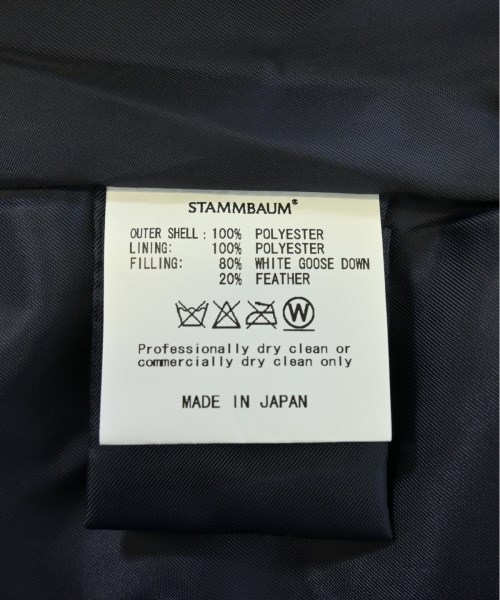 STAMMBAUM®
OUTER SHELL : 100% POLYESTER
LINING: 100% POLYESTER
FILLING: 80% WHITE GOOSE DOWN
20% FEATHER
W
Professionally dry clean or
commercially dry clean only
MADE IN JAPAN